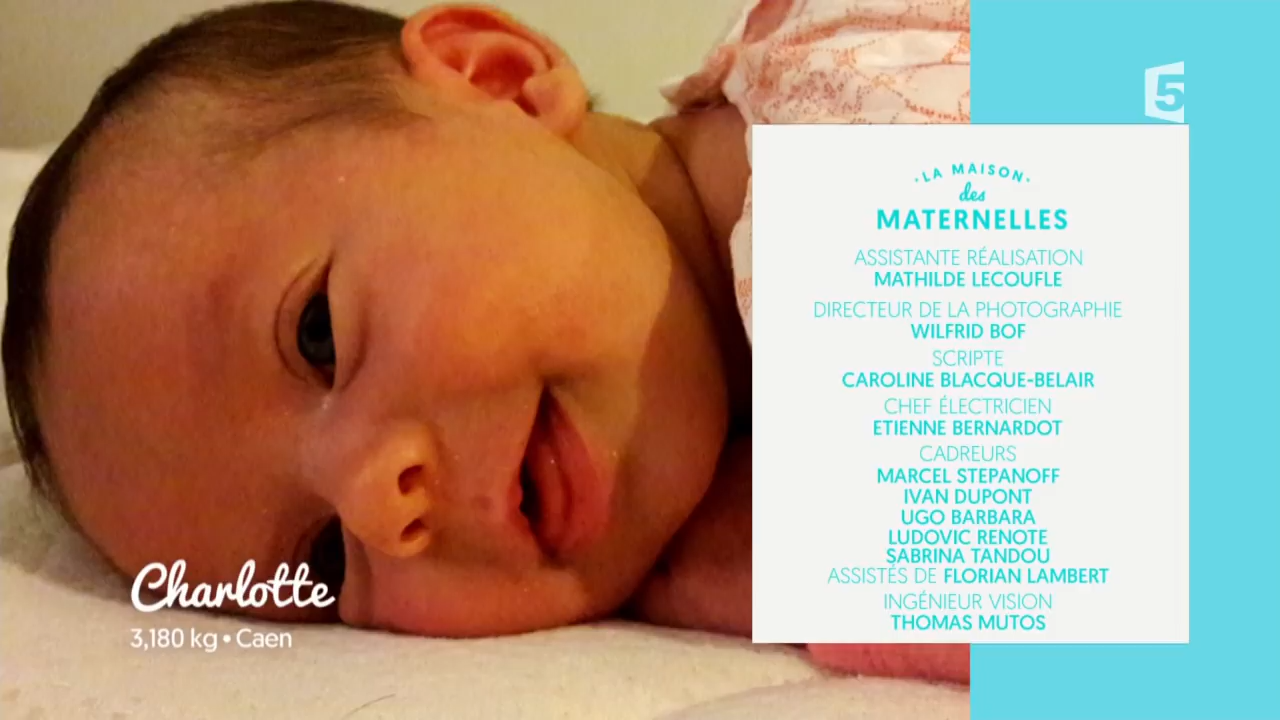 5
·LA MAISON·
des
MATERNELLES
ASSISTANTE RÉALISATION
MATHILDE LECOUFLE
DIRECTEUR DE LA PHOTOGRAPHIE
WILFRID BOF
SCRIPTE
CAROLINE BLACQUE-BELAIR
CHEF ÉLECTRICIEN
ETIENNE BERNARDOT
CADREURS
MARCEL STEPANOFF
IVAN DUPONT
UGO BARBARA
LUDOVIC RENOTE
SABRINA TANDOU
ASSISTÉS DE FLORIAN LAMBERT
INGÉNIEUR VISION
THOMAS MUTOS
Charlotte
3,180 kg • Caen